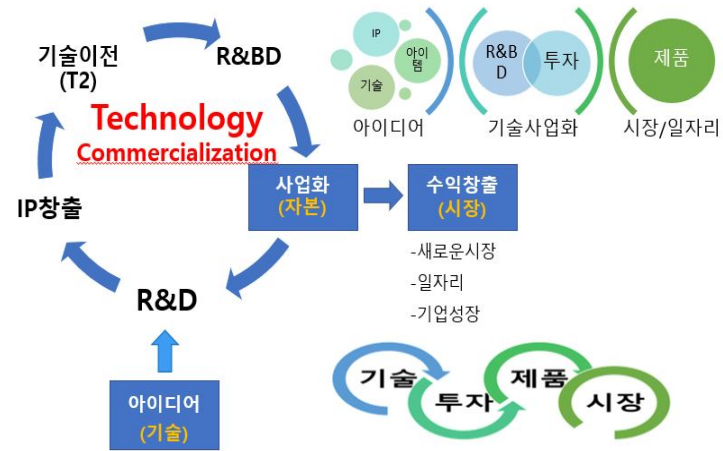 기술이전
(T2)
R&BD
Technology
Commercialization
사업화
(자본)
수익창출
(시장)
-새로운시장
-일자리
-기업성장
IP창출
R&D
아이디어
(기술)
IP
아이
템
기술
아이디어
R&B
D
투자
기술사업화
제품
시장/일자리
기술
투자
제품
시장